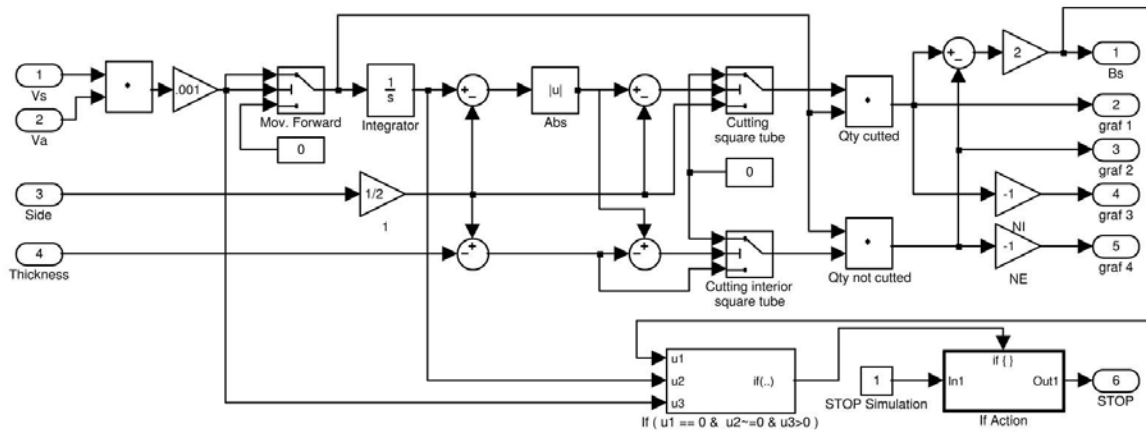 1
Vs
2
Va
.001
Mov. Forward
0
1
s
Integrator
|u|
Abs
Cutting
square tube
Qty cutted
2
1
Bs
2
graf 1
3
graf 2
3
Side
1/2
1
0
-1
NI
4
graf 3
4
Thickness
Cutting interior
square tube
Qty not cutted
-1
NE
5
graf 4
u1
u2
u3
if(..)
If ( u1 == 0 & u2~=0 & u3>0 )
1
STOP Simulation
if { }
In1
Out1
If Action
6
STOP